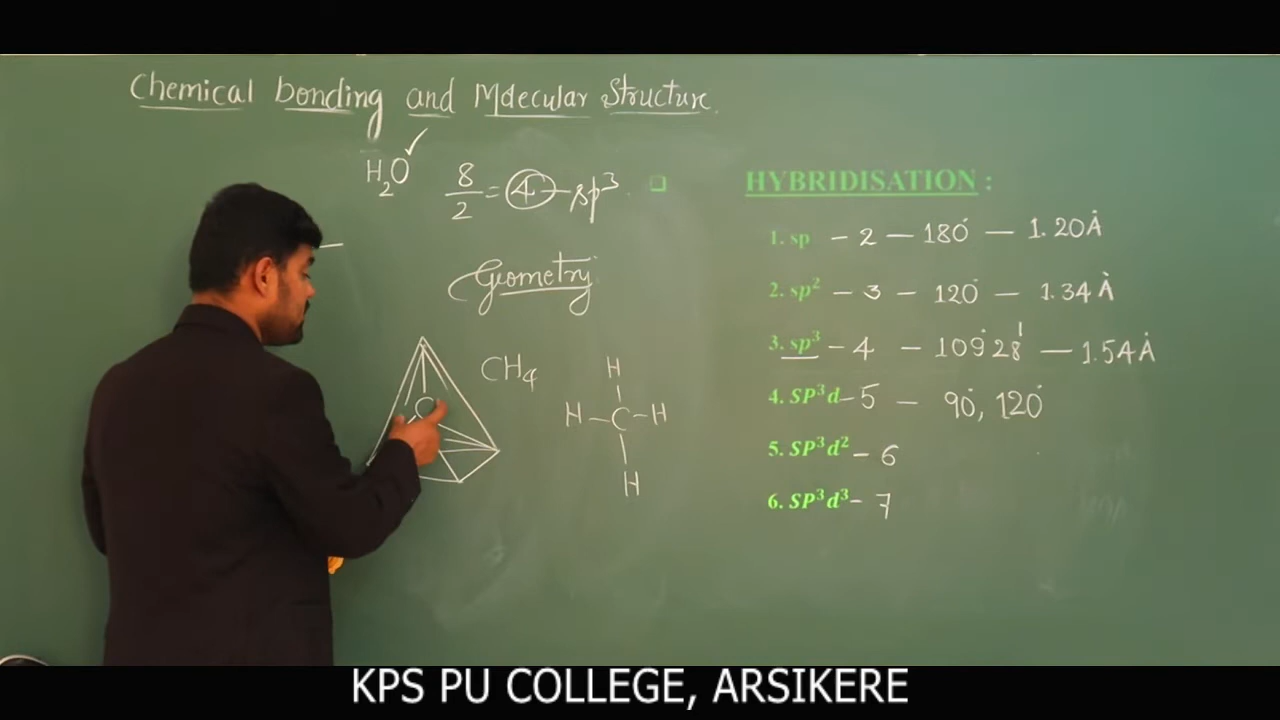 Chemical bonding and Molecular Structure.
H₂O ✓ 8/2 = 4 – sp³
Geometry
CH₄
C
H
H–C–H
H
HYBRIDISATION :
1. sp – 2 – 180° – 1.20Å
2. sp² – 3 – 120° – 1.34Å
3. sp³ – 4 – 109°28' – 1.54Å
4. SP³d – 5 – 90°, 120°
5. SP³d² – 6
6. SP³d³ – 7
KPS PU COLLEGE, ARSIKERE